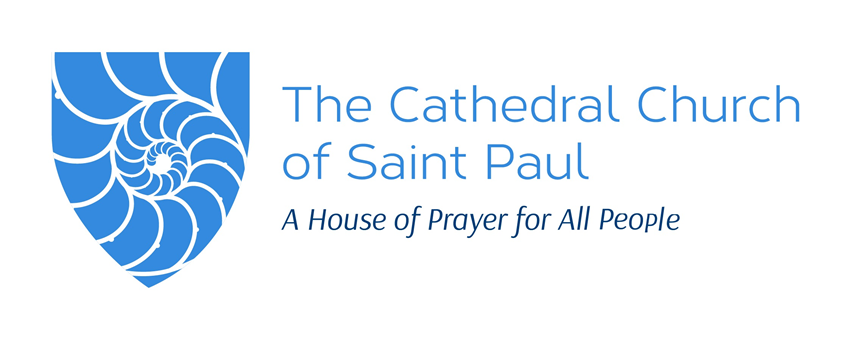 The Cathedral Church
of Saint Paul
A House of Prayer for All People